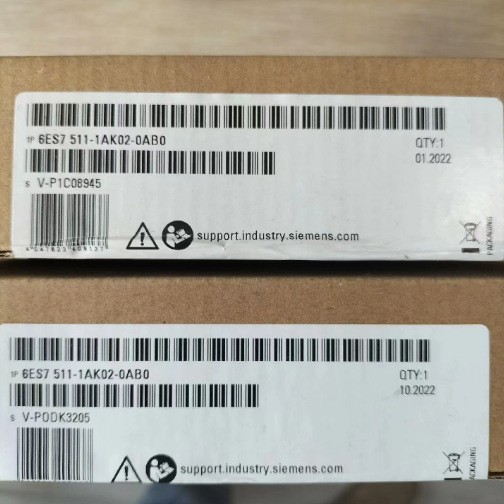 1P 6ES7 511-1AK02-0AB0
QTY:1
01.2022
S V-P1C08945
support.industry.siemens.com
PACKAGING
1P 6ES7 511-1AK02-0AB0
QTY:1
10.2022
S V-PODK3205
support.industry.siemens.com